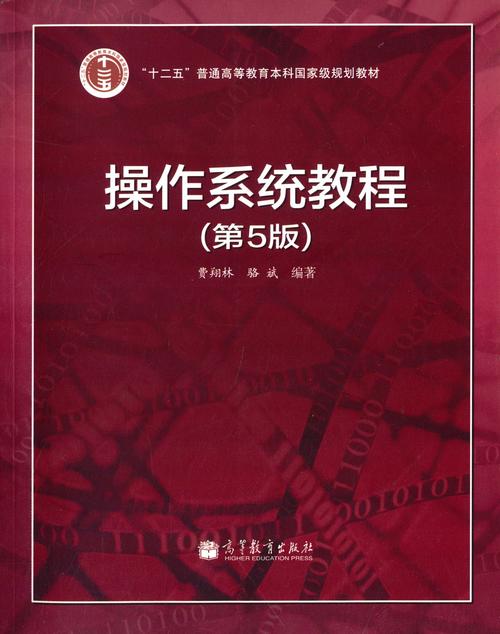 “十二五”普通高等教育本科国家级规划教材
操作系统教程
（第5版）
费翔林 骆斌 编著
高等教育出版社
HIGHER EDUCATION PRESS